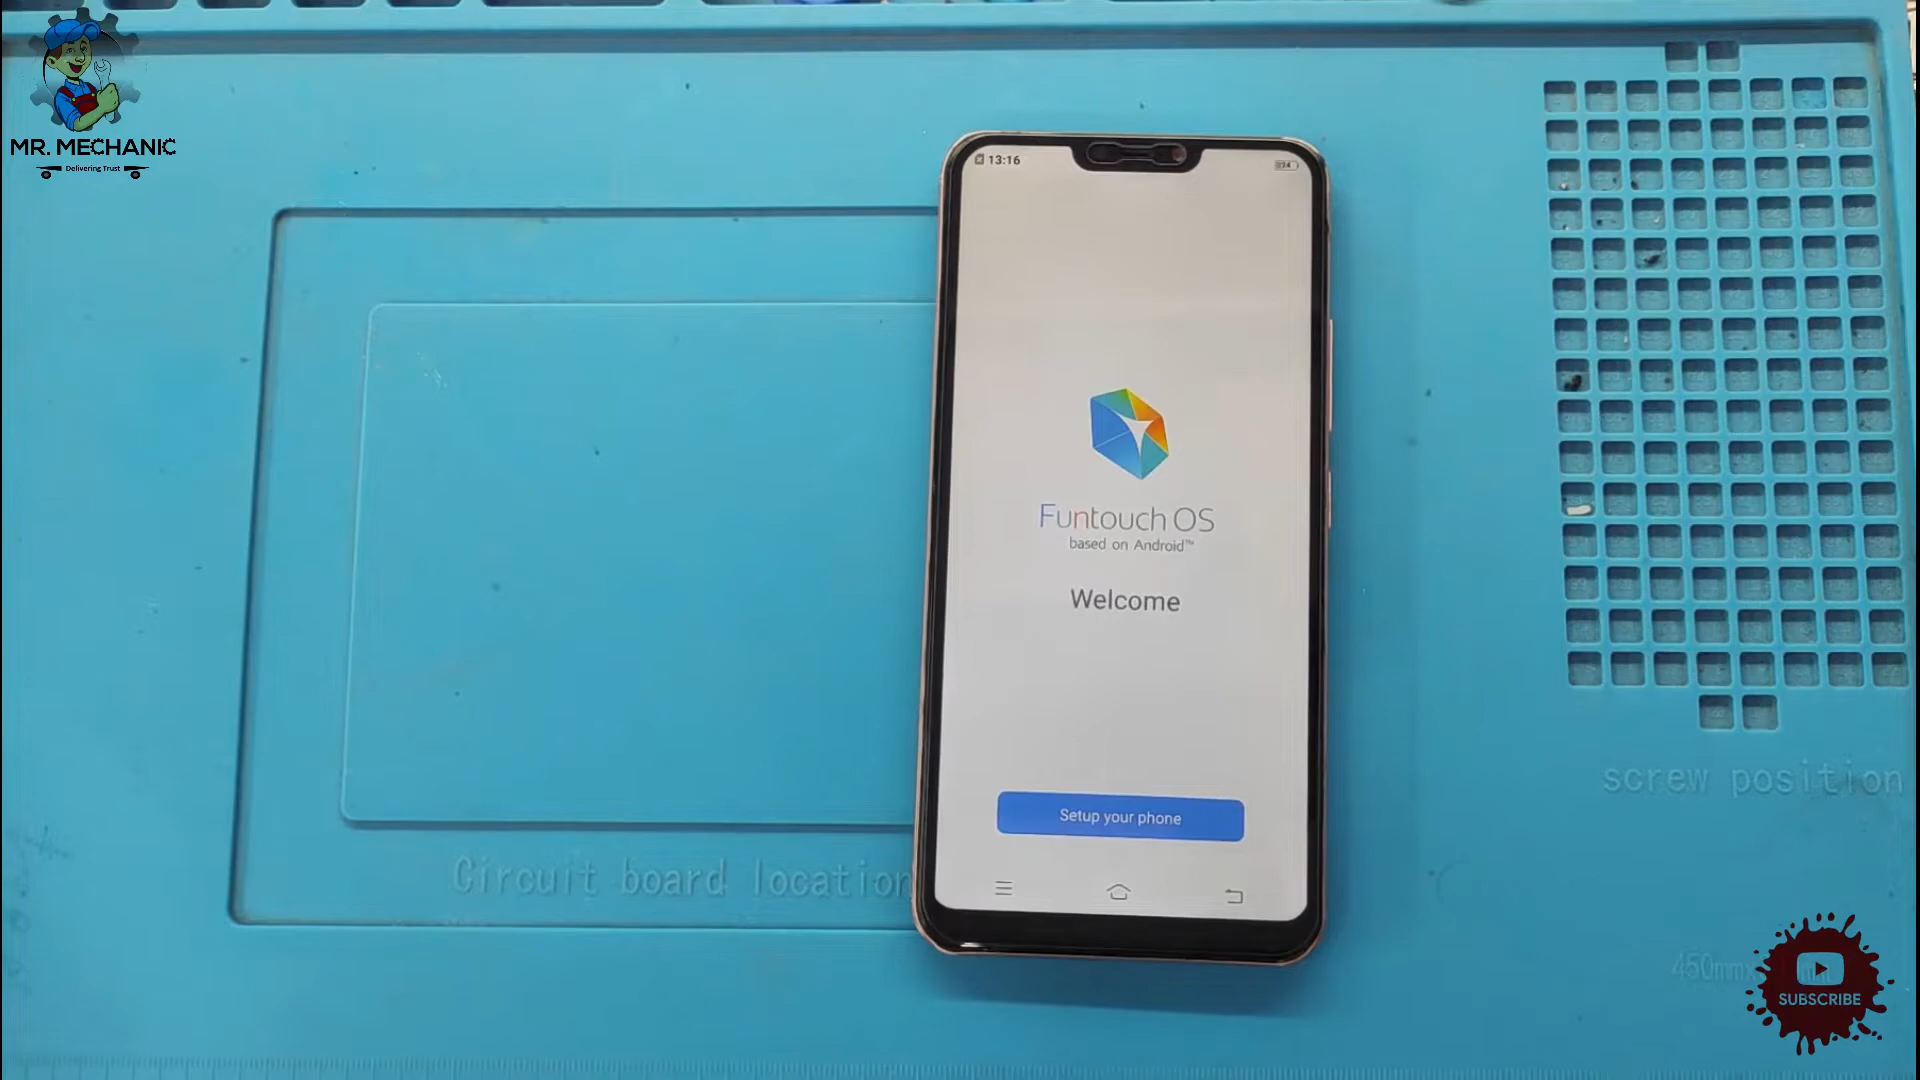 MR. MECHANIC
Delivering Trust
13:16
24
Funtouch OS
based on Android™
Welcome
Setup your phone
Circuit board location
screw position
450mm
SUBSCRIBE